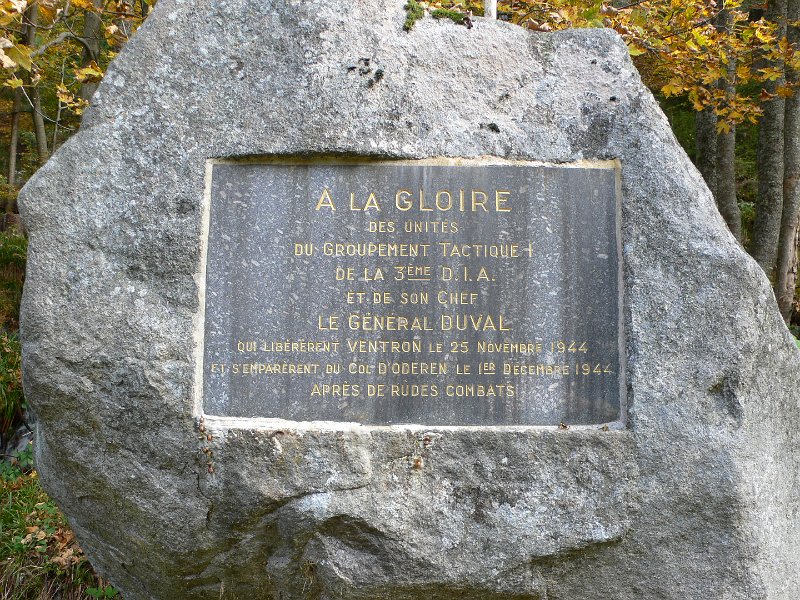 A LA GLOIRE
DES UNITÉS
DU GROUPEMENT TACTIQUE I
DE LA 3ÈME D.I.A.
ET DE SON CHEF
LE GÉNÉRAL DUVAL
QUI LIBÉRÈRENT VENTRON LE 25 NOVEMBRE 1944
ET S'EMPARÈRENT DU COL D'ODEREN LE 1ER DÉCEMBRE 1944
APRÈS DE RUDES COMBATS